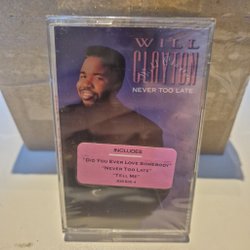 WILL
CLAYTON
NEVER TOO LATE
INCLUDES
"DID YOU EVER LOVE SOMEBODY"
"NEVER TOO LATE"
"TELL ME"